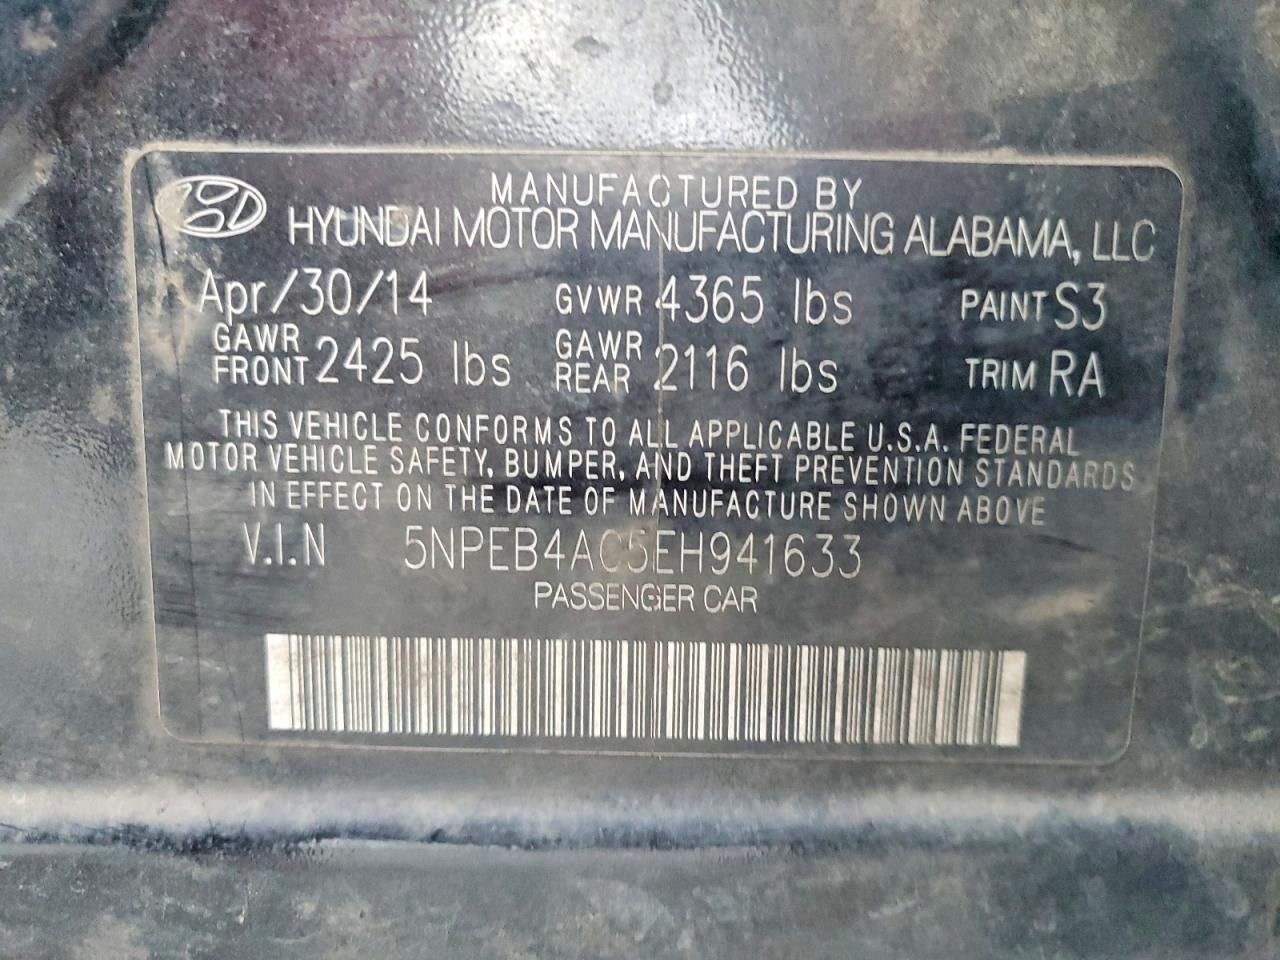 MANUFACTURED BY
HYUNDAI MOTOR MANUFACTURING ALABAMA, LLC
Apr/30/14 GVWR 4365 lbs PAINT S3
GAWR FRONT 2425 lbs GAWR REAR 2116 lbs TRIM RA
THIS VEHICLE CONFORMS TO ALL APPLICABLE U.S.A. FEDERAL
MOTOR VEHICLE SAFETY, BUMPER, AND THEFT PREVENTION STANDARDS
IN EFFECT ON THE DATE OF MANUFACTURE SHOWN ABOVE
V.I.N 5NPEB4AC5EH941633
PASSENGER CAR